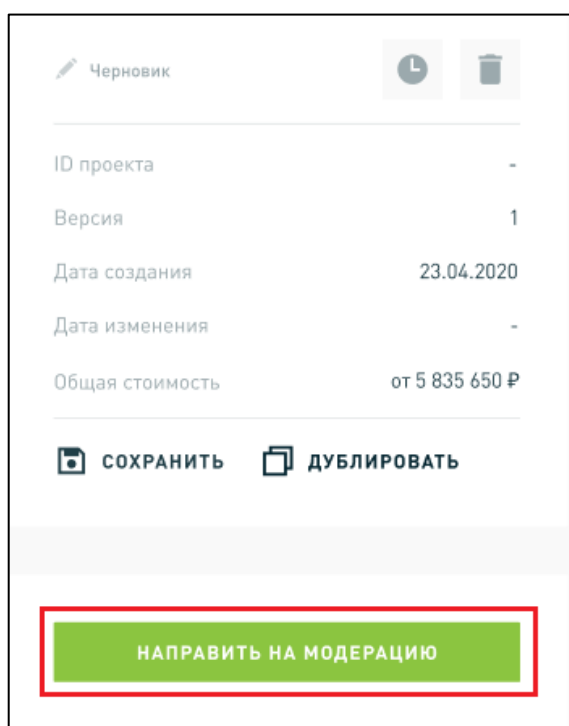 Черновик
ID проекта -
Версия 1
Дата создания 23.04.2020
Дата изменения -
Общая стоимость от 5 835 650 ₽
СОХРАНИТЬ ДУБЛИРОВАТЬ
НАПРАВИТЬ НА МОДЕРАЦИЮ